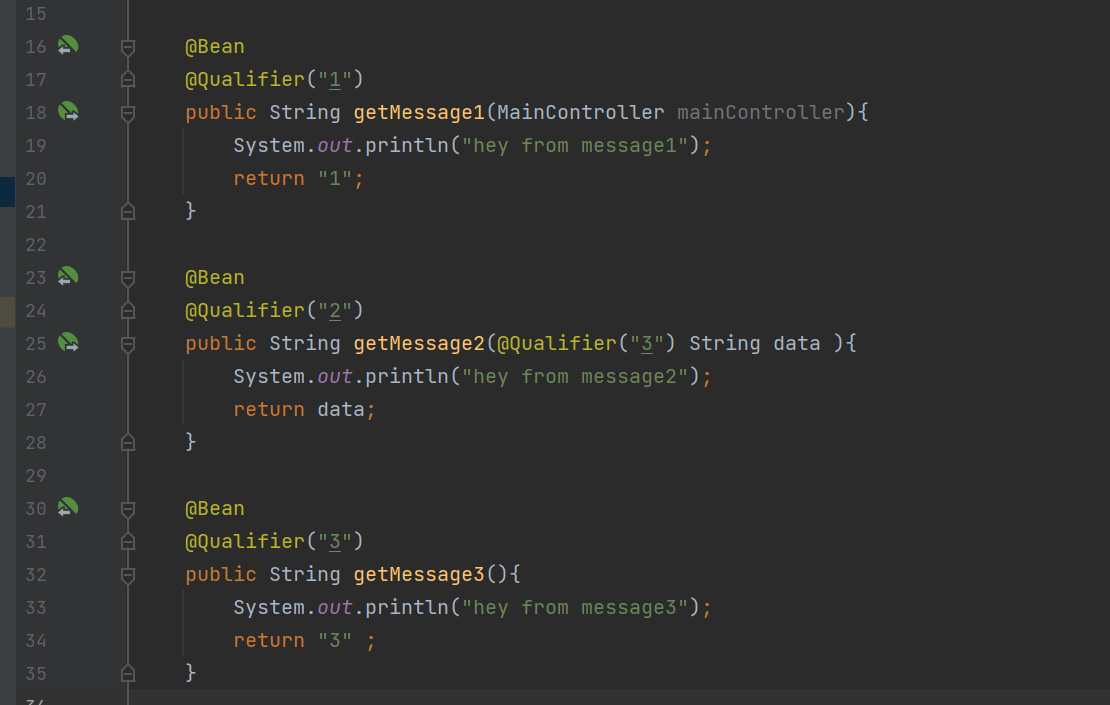 15
16 @Bean
17 @Qualifier("1")
18 public String getMessage1(MainController mainController){
19 System.out.println("hey from message1");
20 return "1";
21 }
22
23 @Bean
24 @Qualifier("2")
25 public String getMessage2(@Qualifier("3") String data ){
26 System.out.println("hey from message2");
27 return data;
28 }
29
30 @Bean
31 @Qualifier("3")
32 public String getMessage3(){
33 System.out.println("hey from message3");
34 return "3" ;
35 }